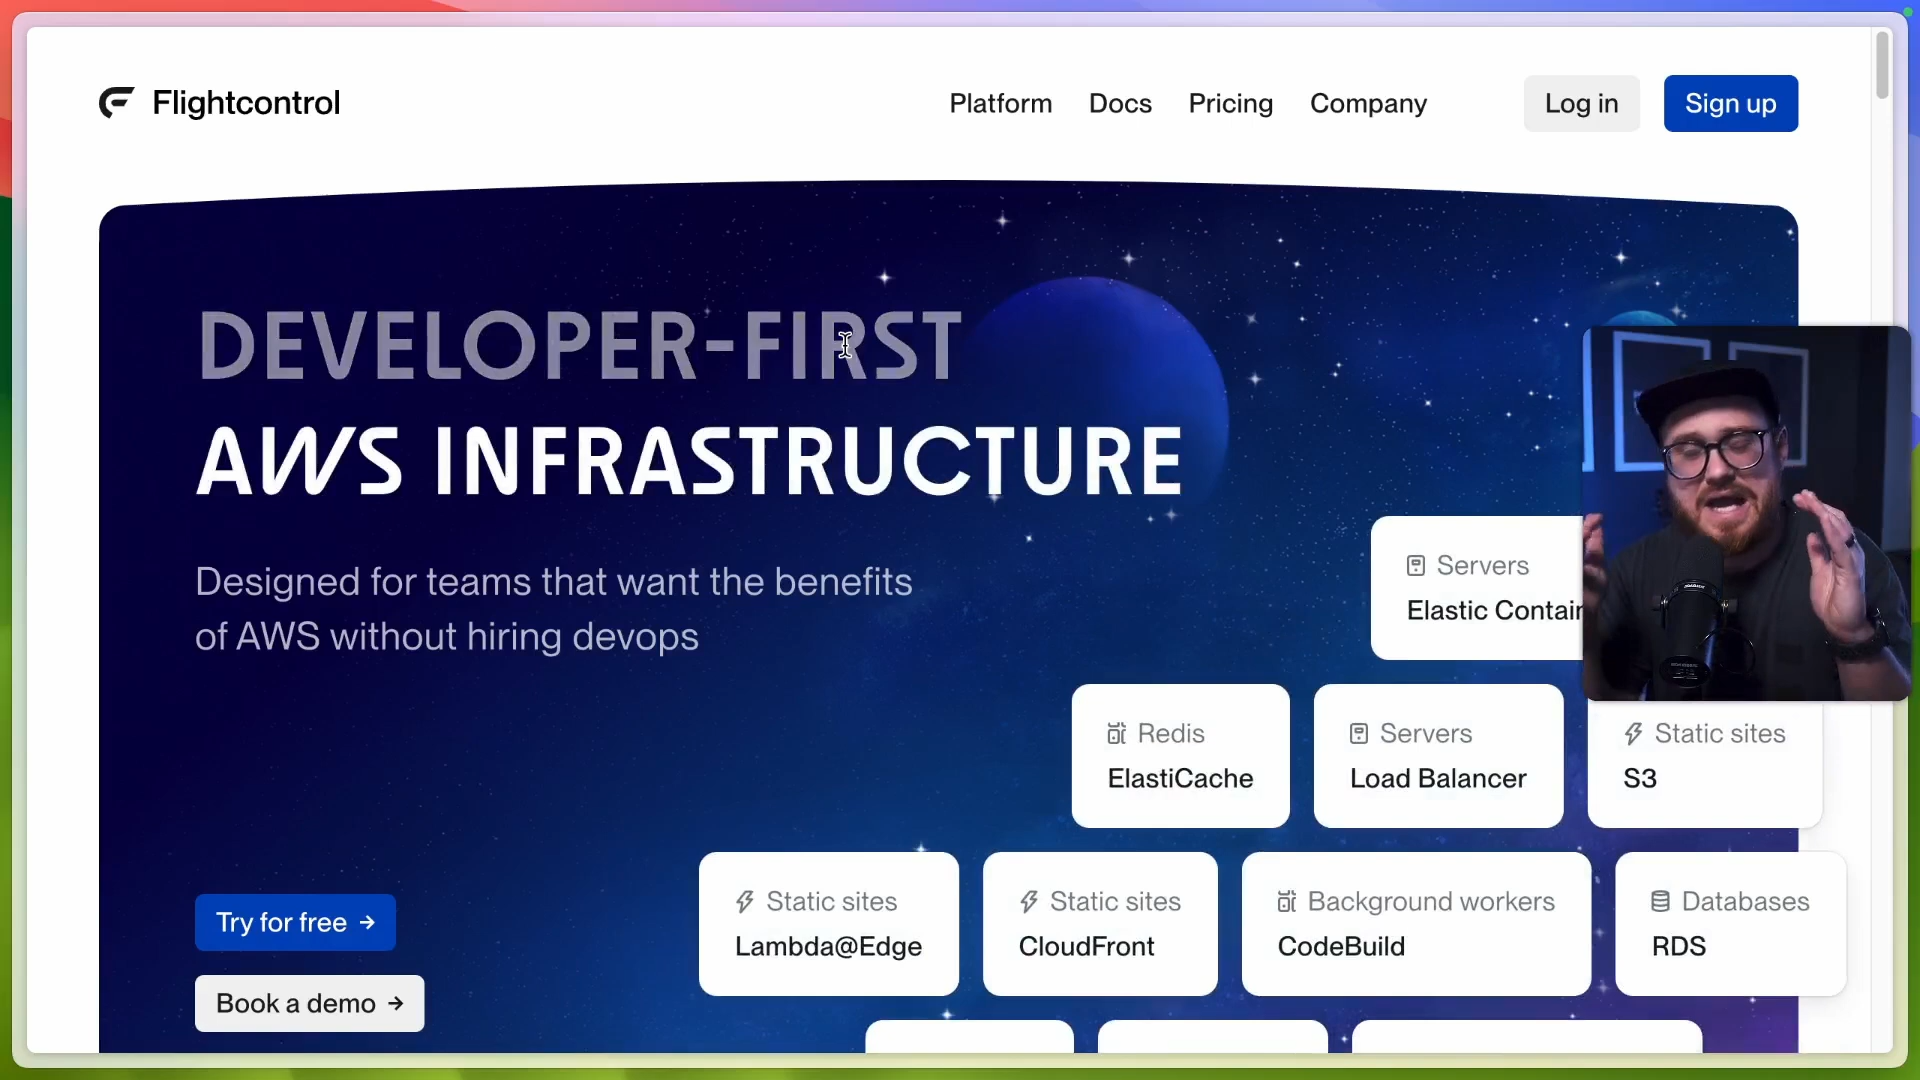 Flightcontrol
Platform
Docs
Pricing
Company
Log in
Sign up
DEVELOPER-FIRST
AWS INFRASTRUCTURE
Designed for teams that want the benefits
of AWS without hiring devops
Servers
Elastic Contain
Redis
ElastiCache
Servers
Load Balancer
Static sites
S3
Static sites
Lambda@Edge
Static sites
CloudFront
Background workers
CodeBuild
Databases
RDS
Try for free →
Book a demo →